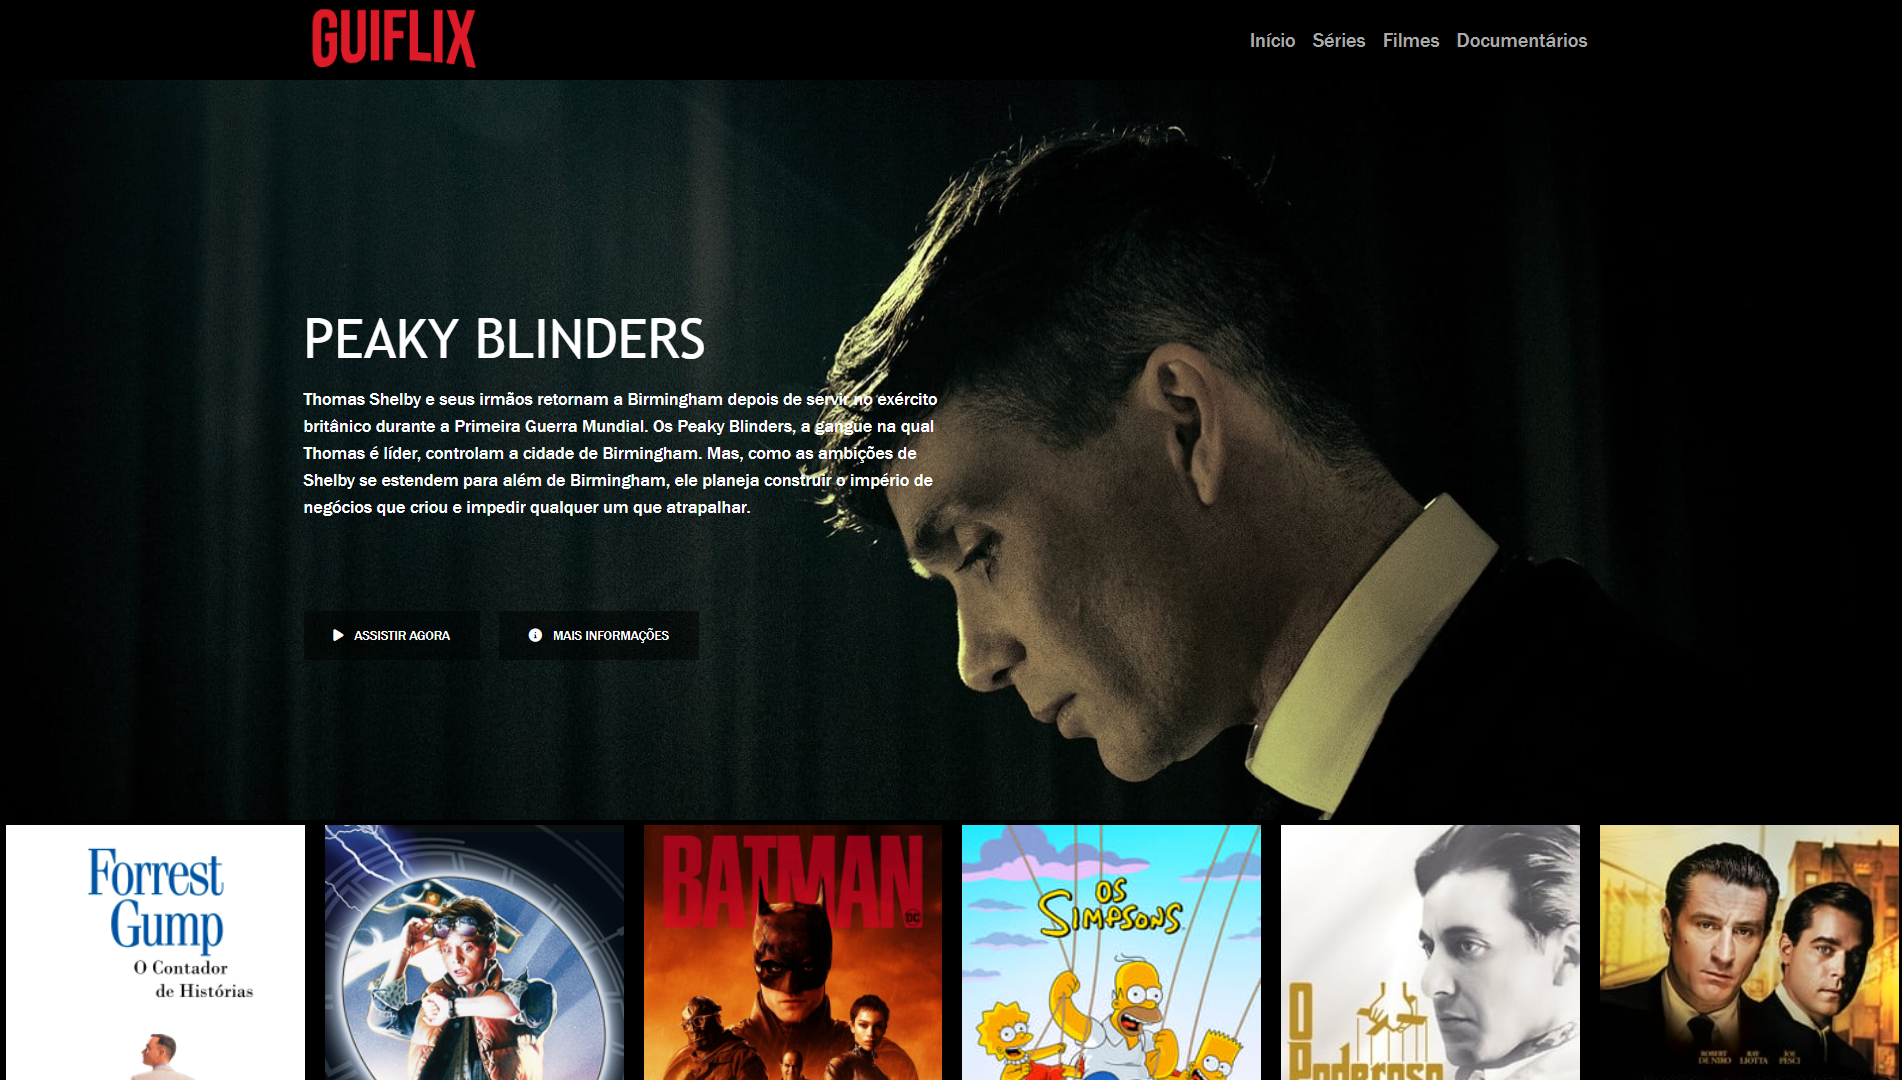 GUIFLIX
Início Séries Filmes Documentários
PEAKY BLINDERS
Thomas Shelby e seus irmãos retornam a Birmingham depois de servir no exército
britânico durante a Primeira Guerra Mundial. Os Peaky Blinders, a gangue na qual
Thomas é líder, controlam a cidade de Birmingham. Mas, como as ambições de
Shelby se estendem para além de Birmingham, ele planeja construir o império de
negócios que criou e impedir qualquer um que atrapalhar.
ASSISTIR AGORA
MAIS INFORMAÇÕES
Forrest
Gump
O Contador
de Histórias
BATMAN
DC
OS
SIMPSONS
O
Poderoso
ROBERT
DE NIRO
RAY
LIOTTA
JOE
PESCI